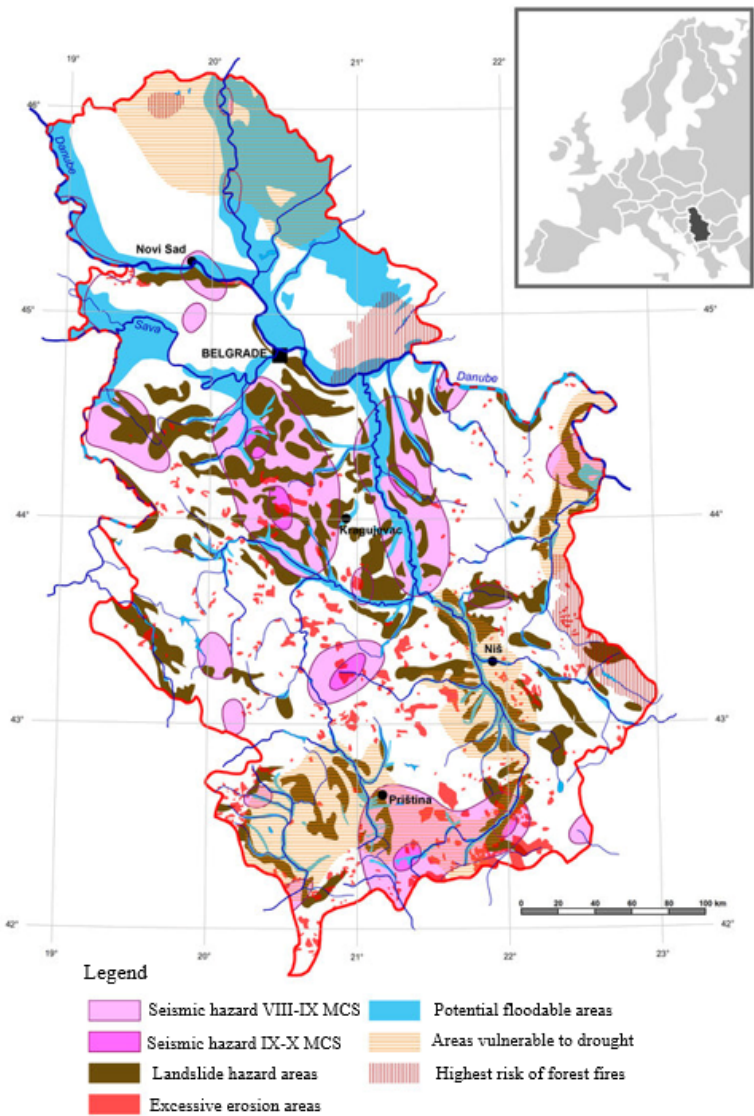 19°
20°
21°
22°
46°
Danube
Novi Sad
45°
45°
Sava
BELGRADE
Danube
44°
44°
Kragujevac
Niš
43°
43°
Priština
0 20 40 60 80 100 km
42°
42°
19°
20°
21°
22°
23°
Legend
Seismic hazard VIII-IX MCS
Potential floodable areas
Seismic hazard IX-X MCS
Areas vulnerable to drought
Landslide hazard areas
Highest risk of forest fires
Excessive erosion areas